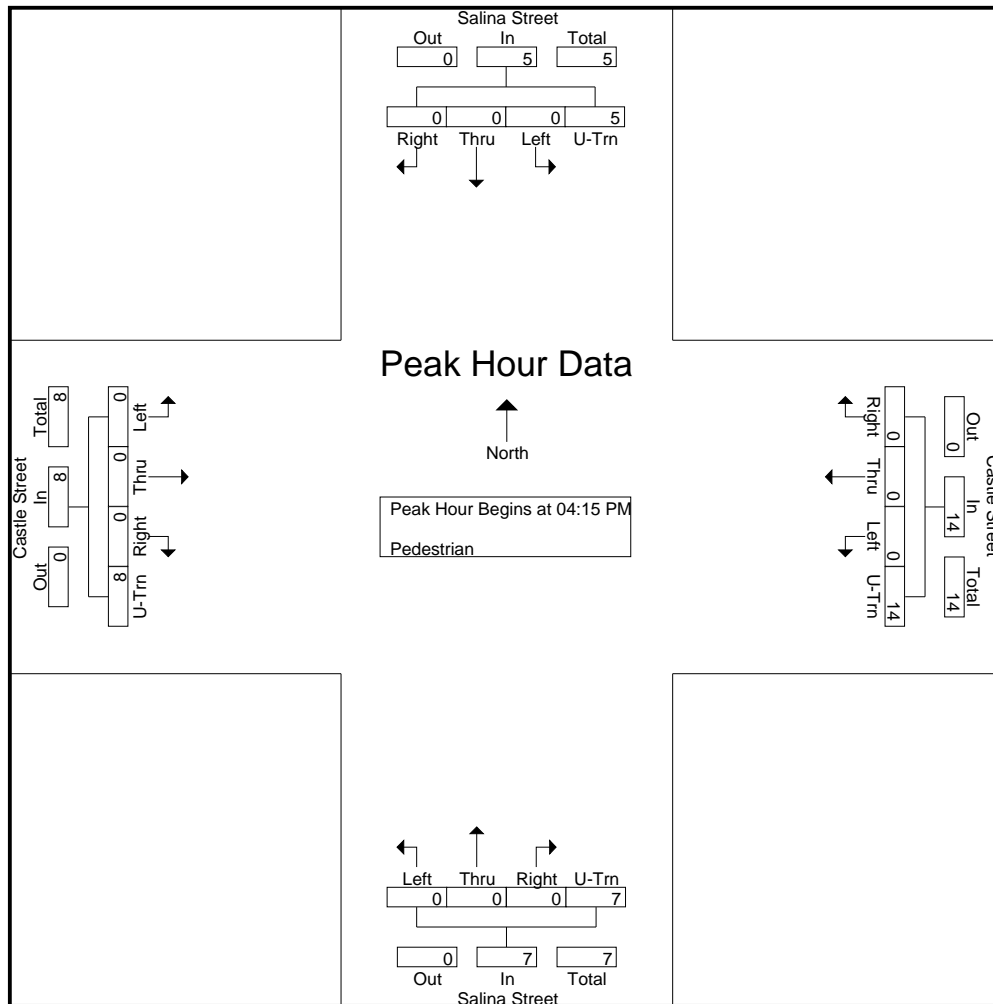 Salina Street
Out In Total
0 5 5
0 0 0 5
Right Thru Left U-Trn
Peak Hour Data
North
Peak Hour Begins at 04:15 PM
Pedestrian
Castle Street
Total In Out
8 8 0
0 0 0 8
Left Thru Right U-Trn
Right Thru Left U-Trn
0 0 0 14
0 14 14
Out In Total
Castle Street
Left Thru Right U-Trn
0 0 0 7
0 7 7
Out In Total
Salina Street